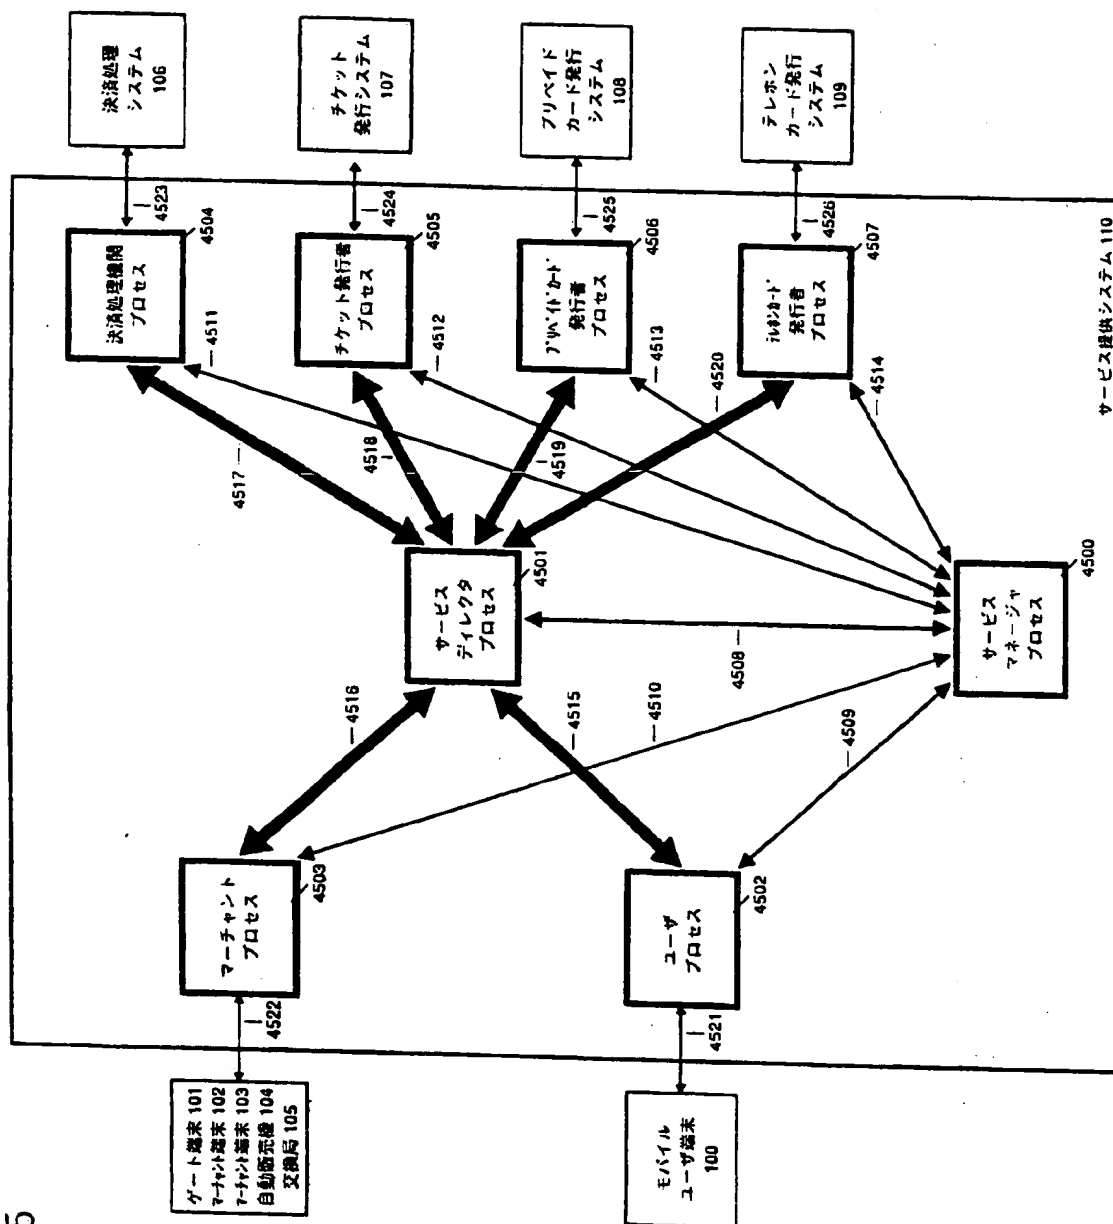 決済処理
システム
106
チケット
発行システム
107
プリペイド
カード発行
システム
108
テレホン
カード発行
システム
109
4523
4524
4525
4526
決済処理機関
プロセス
4504
チケット発行者
プロセス
4505
プリペイドカード
発行者
プロセス
4506
テレホンカード
発行者
プロセス
4507
4511
4512
4513
4514
4517
4518
4519
4520
サービス
ディレクタ
プロセス
4501
4508
サービス
マネージャ
プロセス
4500
4516
4515
4510
4509
マーチャント
プロセス
4503
ユーザ
プロセス
4502
4522
4521
ゲート端末 101
マーチャント端末 102
マーチャント端末 103
自動販売機 104
交換局 105
モバイル
ユーザ端末
100
サービス提供システム 110